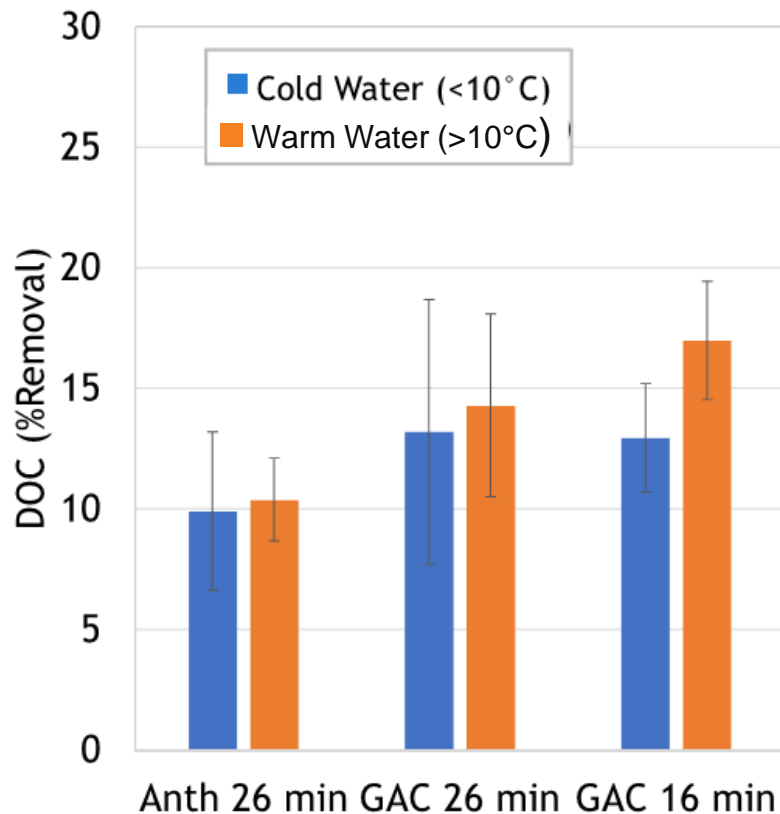 30
Cold Water (<10°C)
Warm Water (>10°C)
25
20
15
10
5
0
DOC (%Removal)
Anth 26 min GAC 26 min GAC 16 min